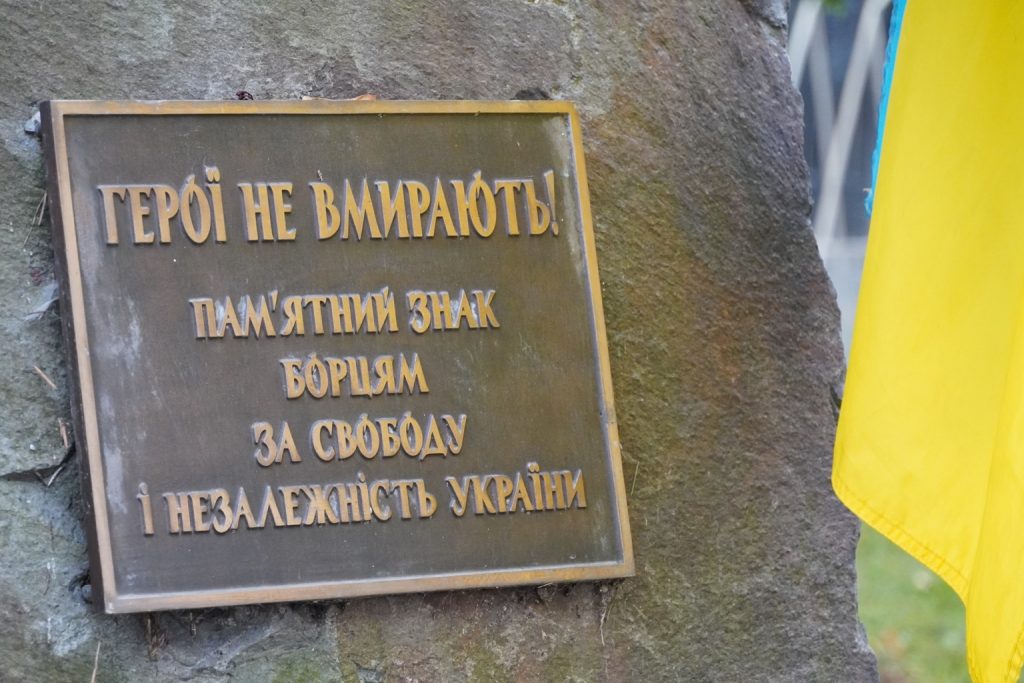 ГЕРОЇ НЕ ВМИРАЮТЬ!
ПАМ'ЯТНИЙ ЗНАК
БОРЦЯМ
ЗА СВОБОДУ
І НЕЗАЛЕЖНІСТЬ УКРАЇНИ